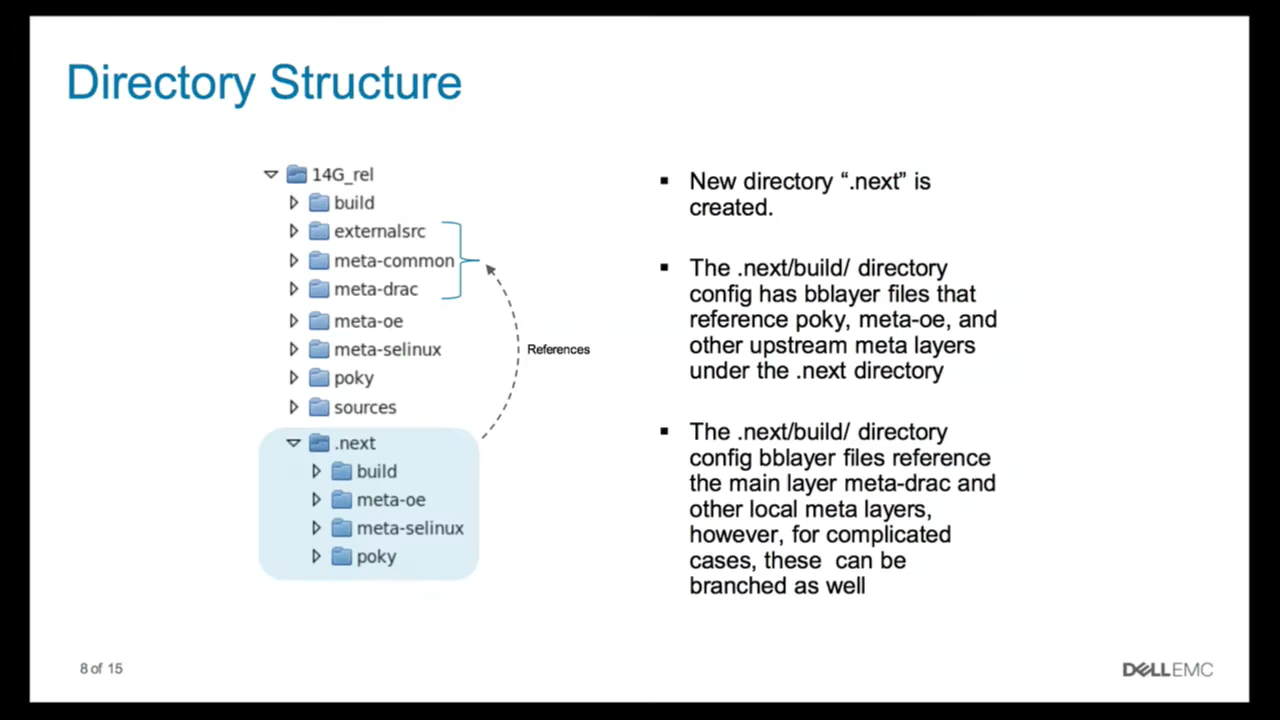 Directory Structure
14G_rel
build
externalsrc
meta-common
meta-drac
meta-oe
meta-selinux
poky
sources
.next
build
meta-oe
meta-selinux
poky
References
▪ New directory “.next” is
created.
▪ The .next/build/ directory
config has bblayer files that
reference poky, meta-oe, and
other upstream meta layers
under the .next directory
▪ The .next/build/ directory
config bblayer files reference
the main layer meta-drac and
other local meta layers,
however, for complicated
cases, these can be
branched as well
8 of 15
DELLEMC